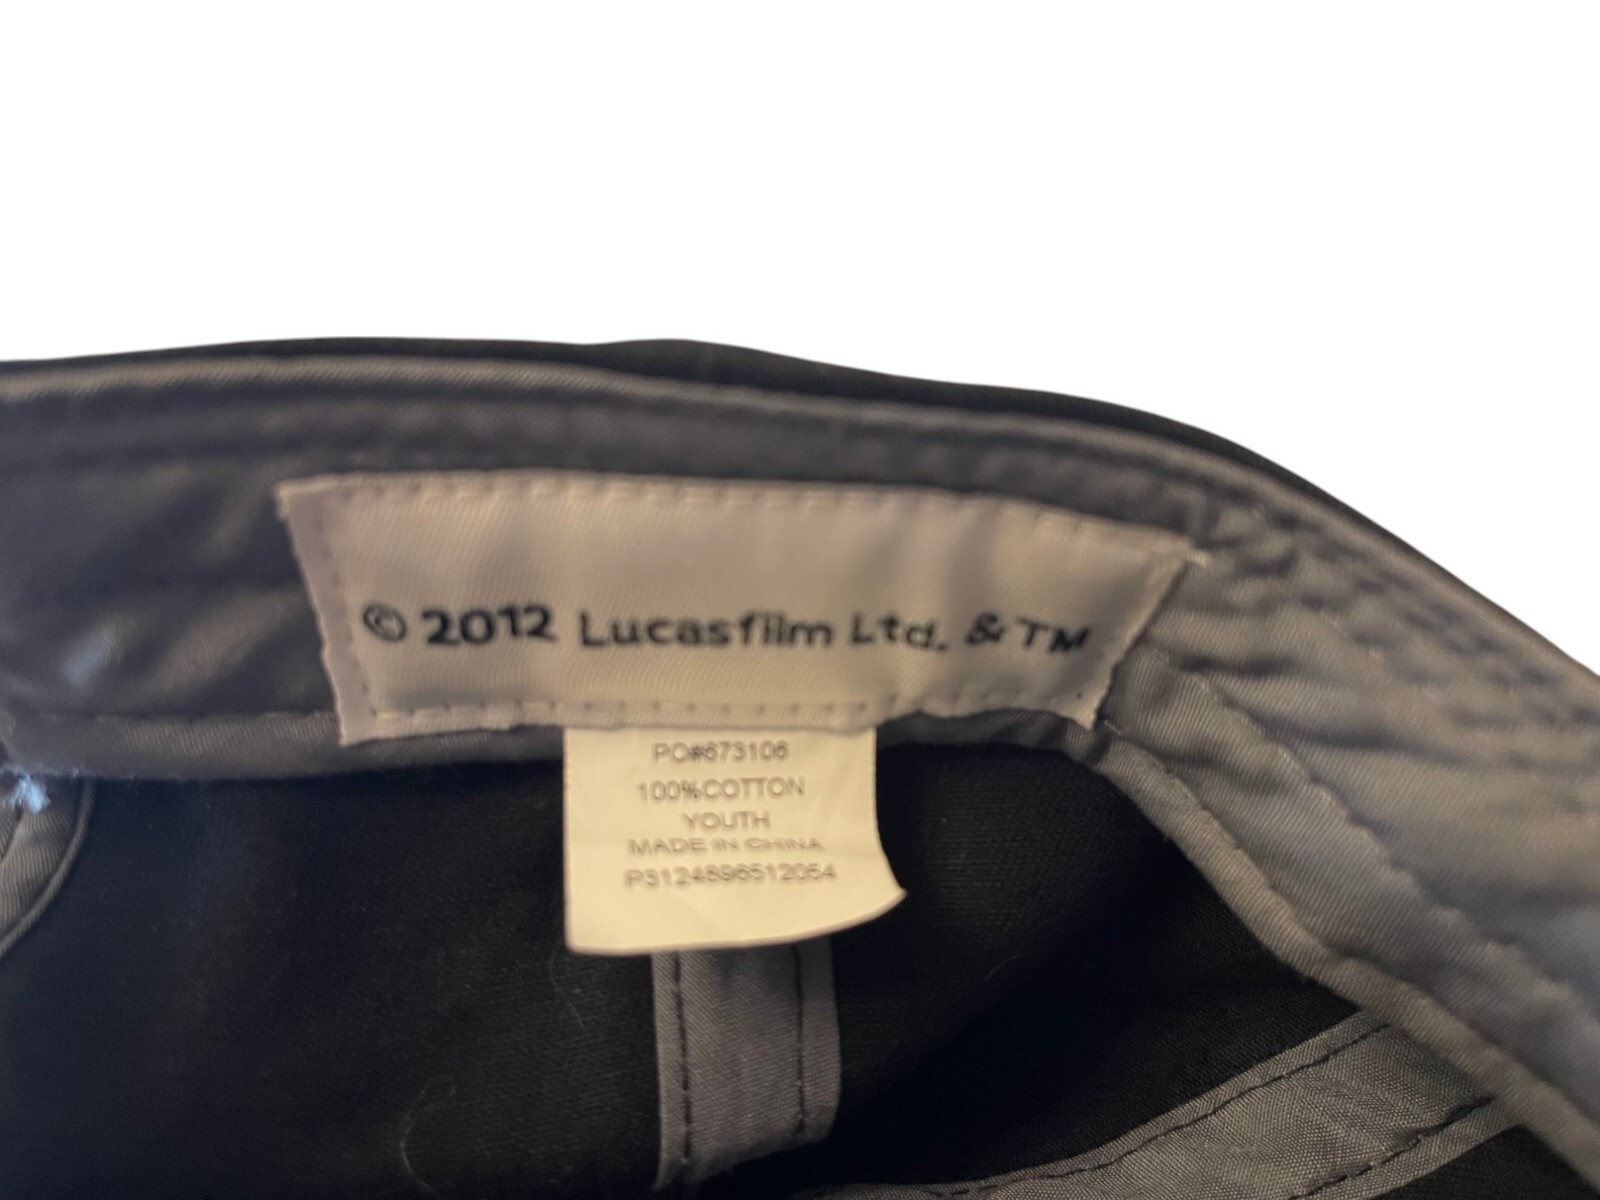 © 2012 Lucasfilm Ltd. & TM
PO#673106
100%COTTON
YOUTH
MADE IN CHINA
P3124896512054